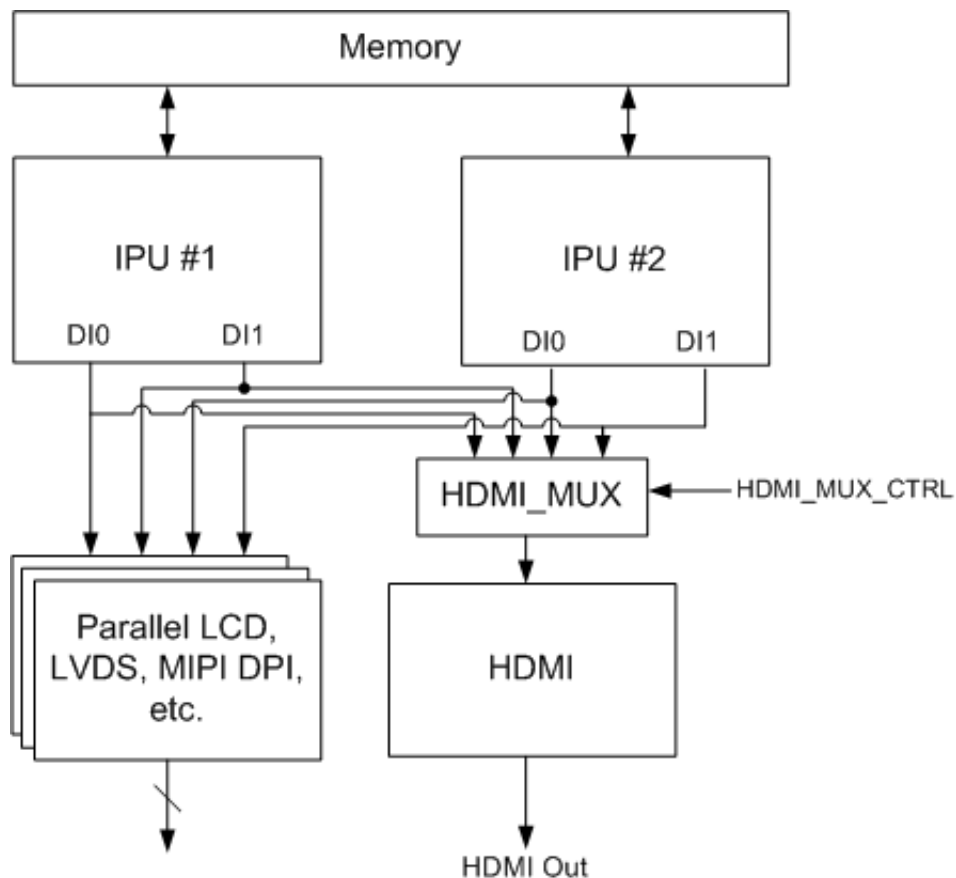 Memory
IPU #1
IPU #2
DI0
DI1
DI0
DI1
HDMI_MUX
HDMI_MUX_CTRL
Parallel LCD,
LVDS, MIPI DPI,
etc.
HDMI
HDMI Out